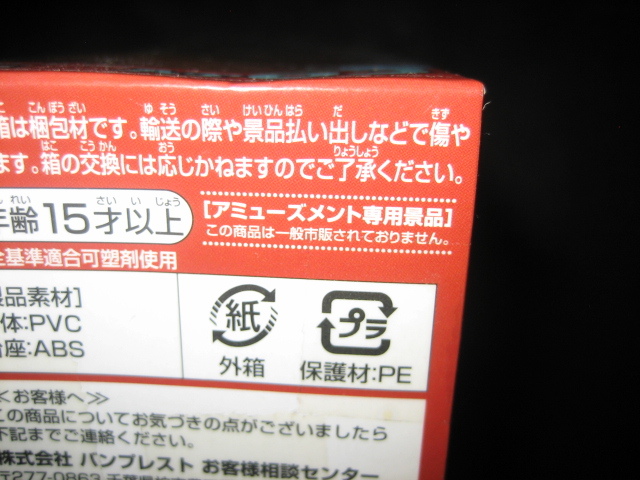 箱は梱包材です。輸送の際や景品払い出しなどで傷や
ます。箱の交換には応じかねますのでご了承ください。
年齢15才以上
[アミューズメント専用景品]
この商品は一般市販されておりません。
全基準適合可塑剤使用
製品素材]
体:PVC
台座:ABS
紙
外箱
プラ
保護材:PE
<お客様へ>
この商品についてお気づきの点がございましたら
下記までご連絡ください。
株式会社 バンプレスト お客様相談センター
〒277-0863